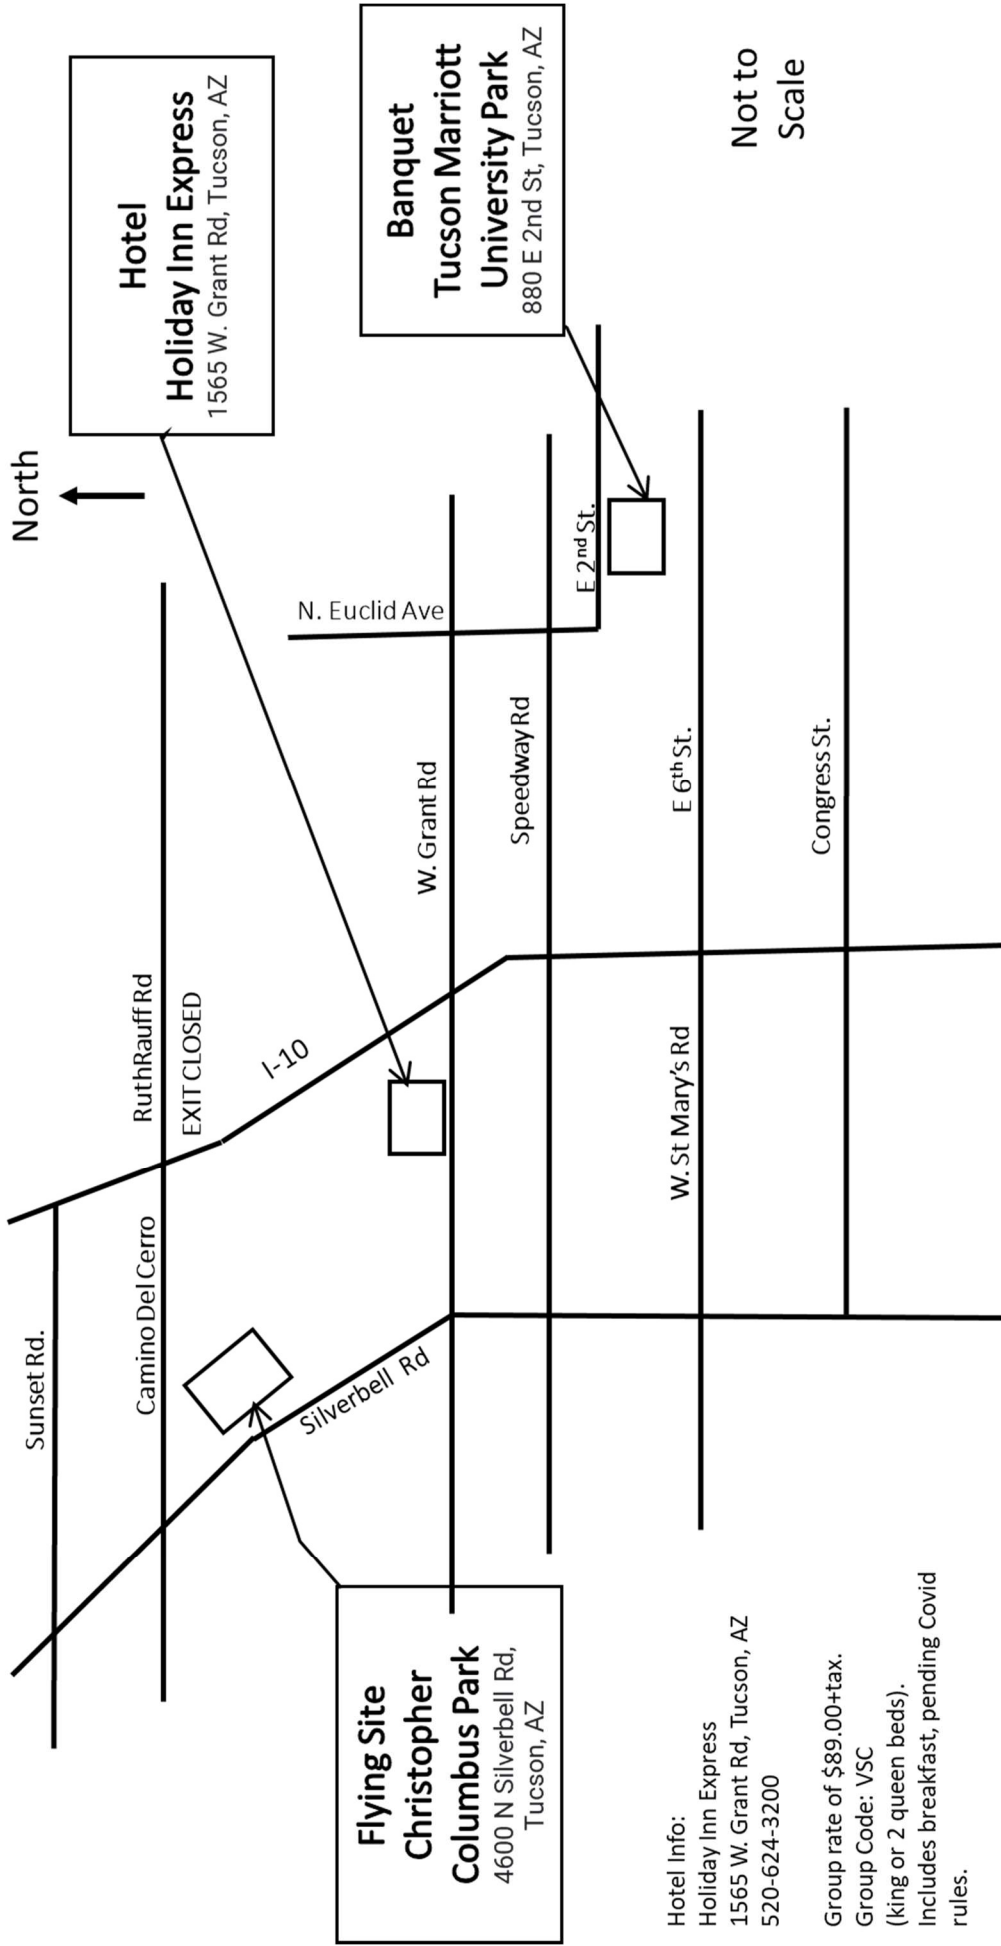 North
Hotel
Holiday Inn Express
1565 W. Grant Rd, Tucson, AZ
Banquet
Tucson Marriott
University Park
880 E 2nd St, Tucson, AZ
Not to
Scale
Sunset Rd.
Camino Del Cerro
RuthRauff Rd
EXIT CLOSED
I-10
Silverbell Rd
N. Euclid Ave
W. Grant Rd
Speedway Rd
E 2nd St.
W. St Mary's Rd
E 6th St.
Congress St.
Flying Site
Christopher
Columbus Park
4600 N Silverbell Rd,
Tucson, AZ
Hotel Info:
Holiday Inn Express
1565 W. Grant Rd, Tucson, AZ
520-624-3200
Group rate of $89.00+tax.
Group Code: VSC
(king or 2 queen beds).
Includes breakfast, pending Covid
rules.